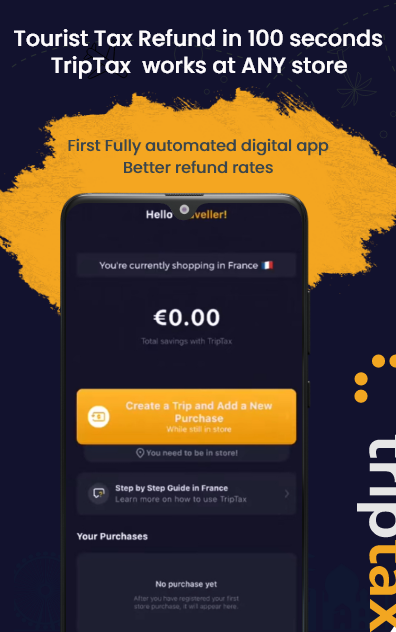 Tourist Tax Refund in 100 seconds
TripTax works at ANY store
First Fully automated digital app
Better refund rates
Hello veller!
You're currently shopping in France
€0.00
Total savings with TripTax
Create a Trip and Add a New
Purchase
While still in store
You need to be in store!
Step by Step Guide in France
Learn more on how to use TripTax
Your Purchases
No purchase yet
After you have registered your first
store purchase, it will appear here.
triptax